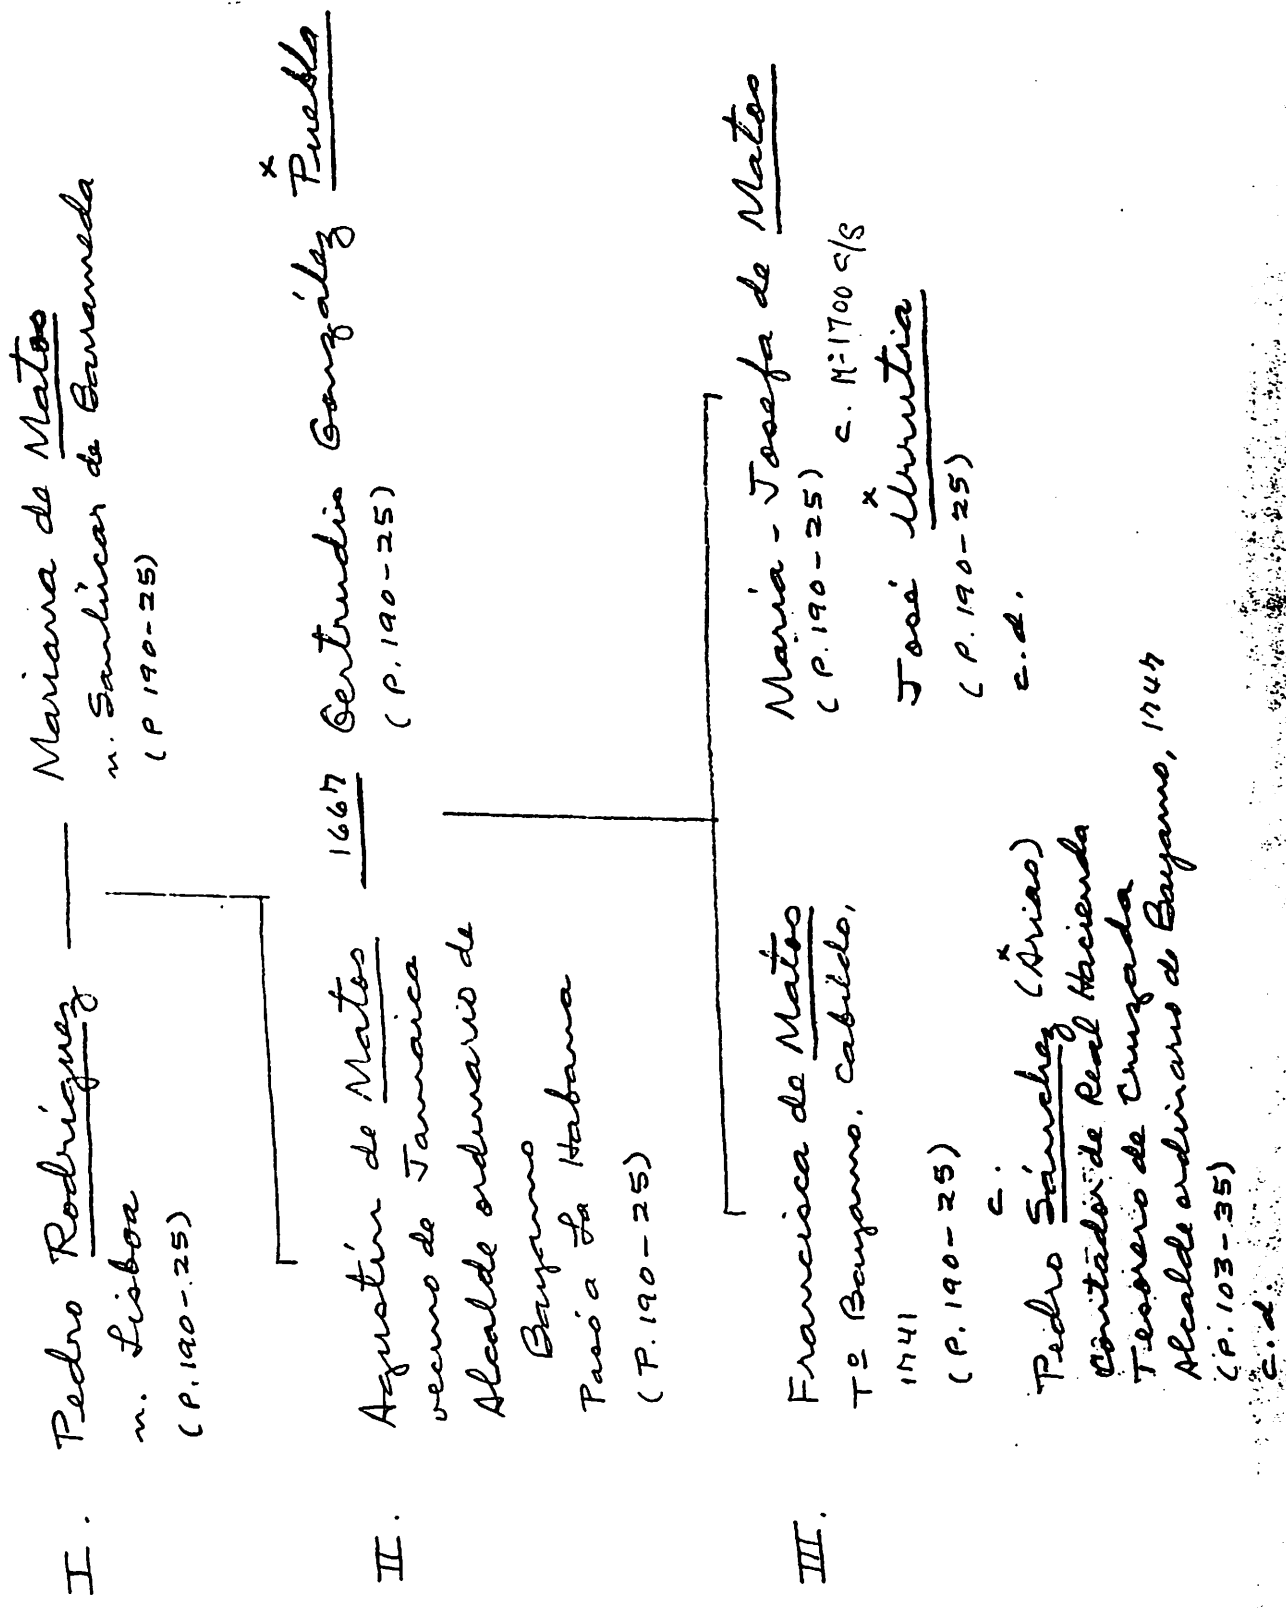 I. Pedro Rodríguez — Mariana de Matos
n. Lisboa
(P. 190-25)
n. Sanlúcar de Barrameda
(P 190-25)
II. Agustín de Matos 1667 Gertrudis González Puebla x
vecino de Jamaica
Alcalde ordinario de
Bayamo
Pasó a La Habana
(P. 190-25)
(P. 190-25)
III. Francisca de Matos
Tº Bayamo, cabildo,
1741
(P. 190-25)
c.
Pedro Sánchez (Arias) x
Contador de Real Hacienda
Tesorero de Cruzada
Alcalde ordinario de Bayamo, 1747
(P. 103-35)
c.d.
María-Josefa de Matos
(P. 190-25)
c. M-1700 c/s
José Urrutia x
(P. 190-25)
c.d.